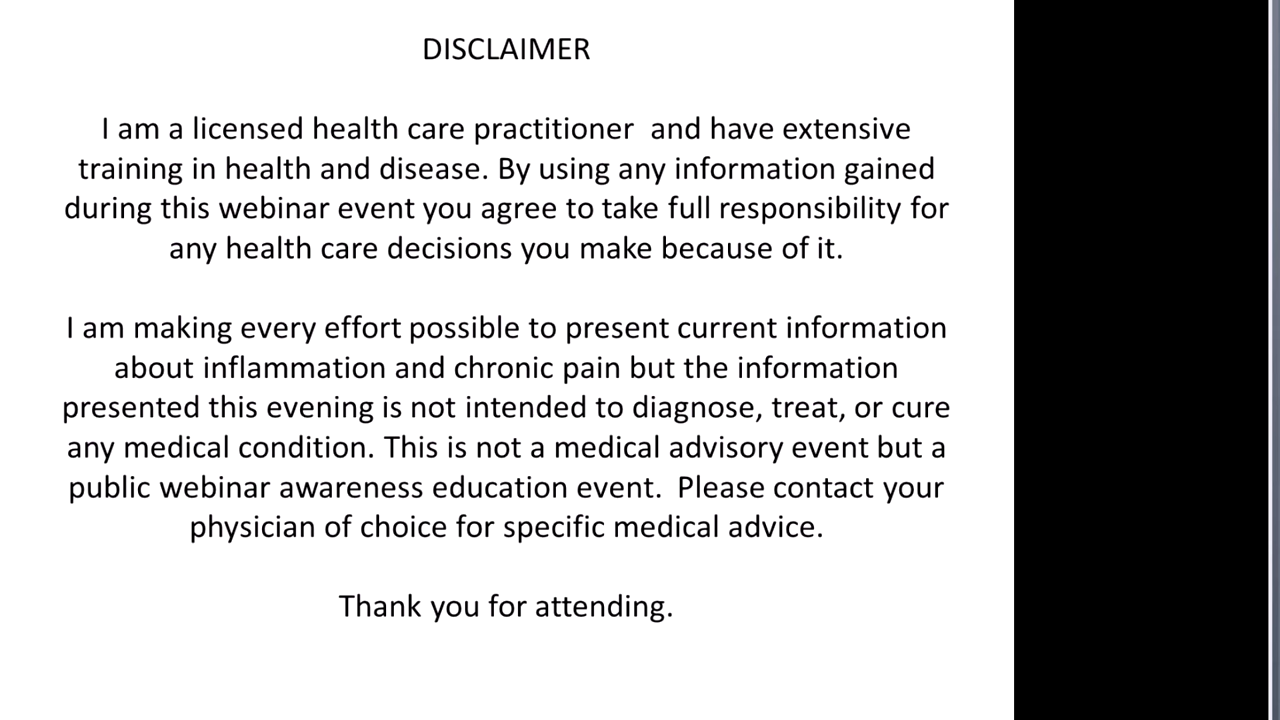 DISCLAIMER
I am a licensed health care practitioner  and have extensive
training in health and disease. By using any information gained
during this webinar event you agree to take full responsibility for
any health care decisions you make because of it.
I am making every effort possible to present current information
about inflammation and chronic pain but the information
presented this evening is not intended to diagnose, treat, or cure
any medical condition. This is not a medical advisory event but a
public webinar awareness education event.  Please contact your
physician of choice for specific medical advice.
Thank you for attending.